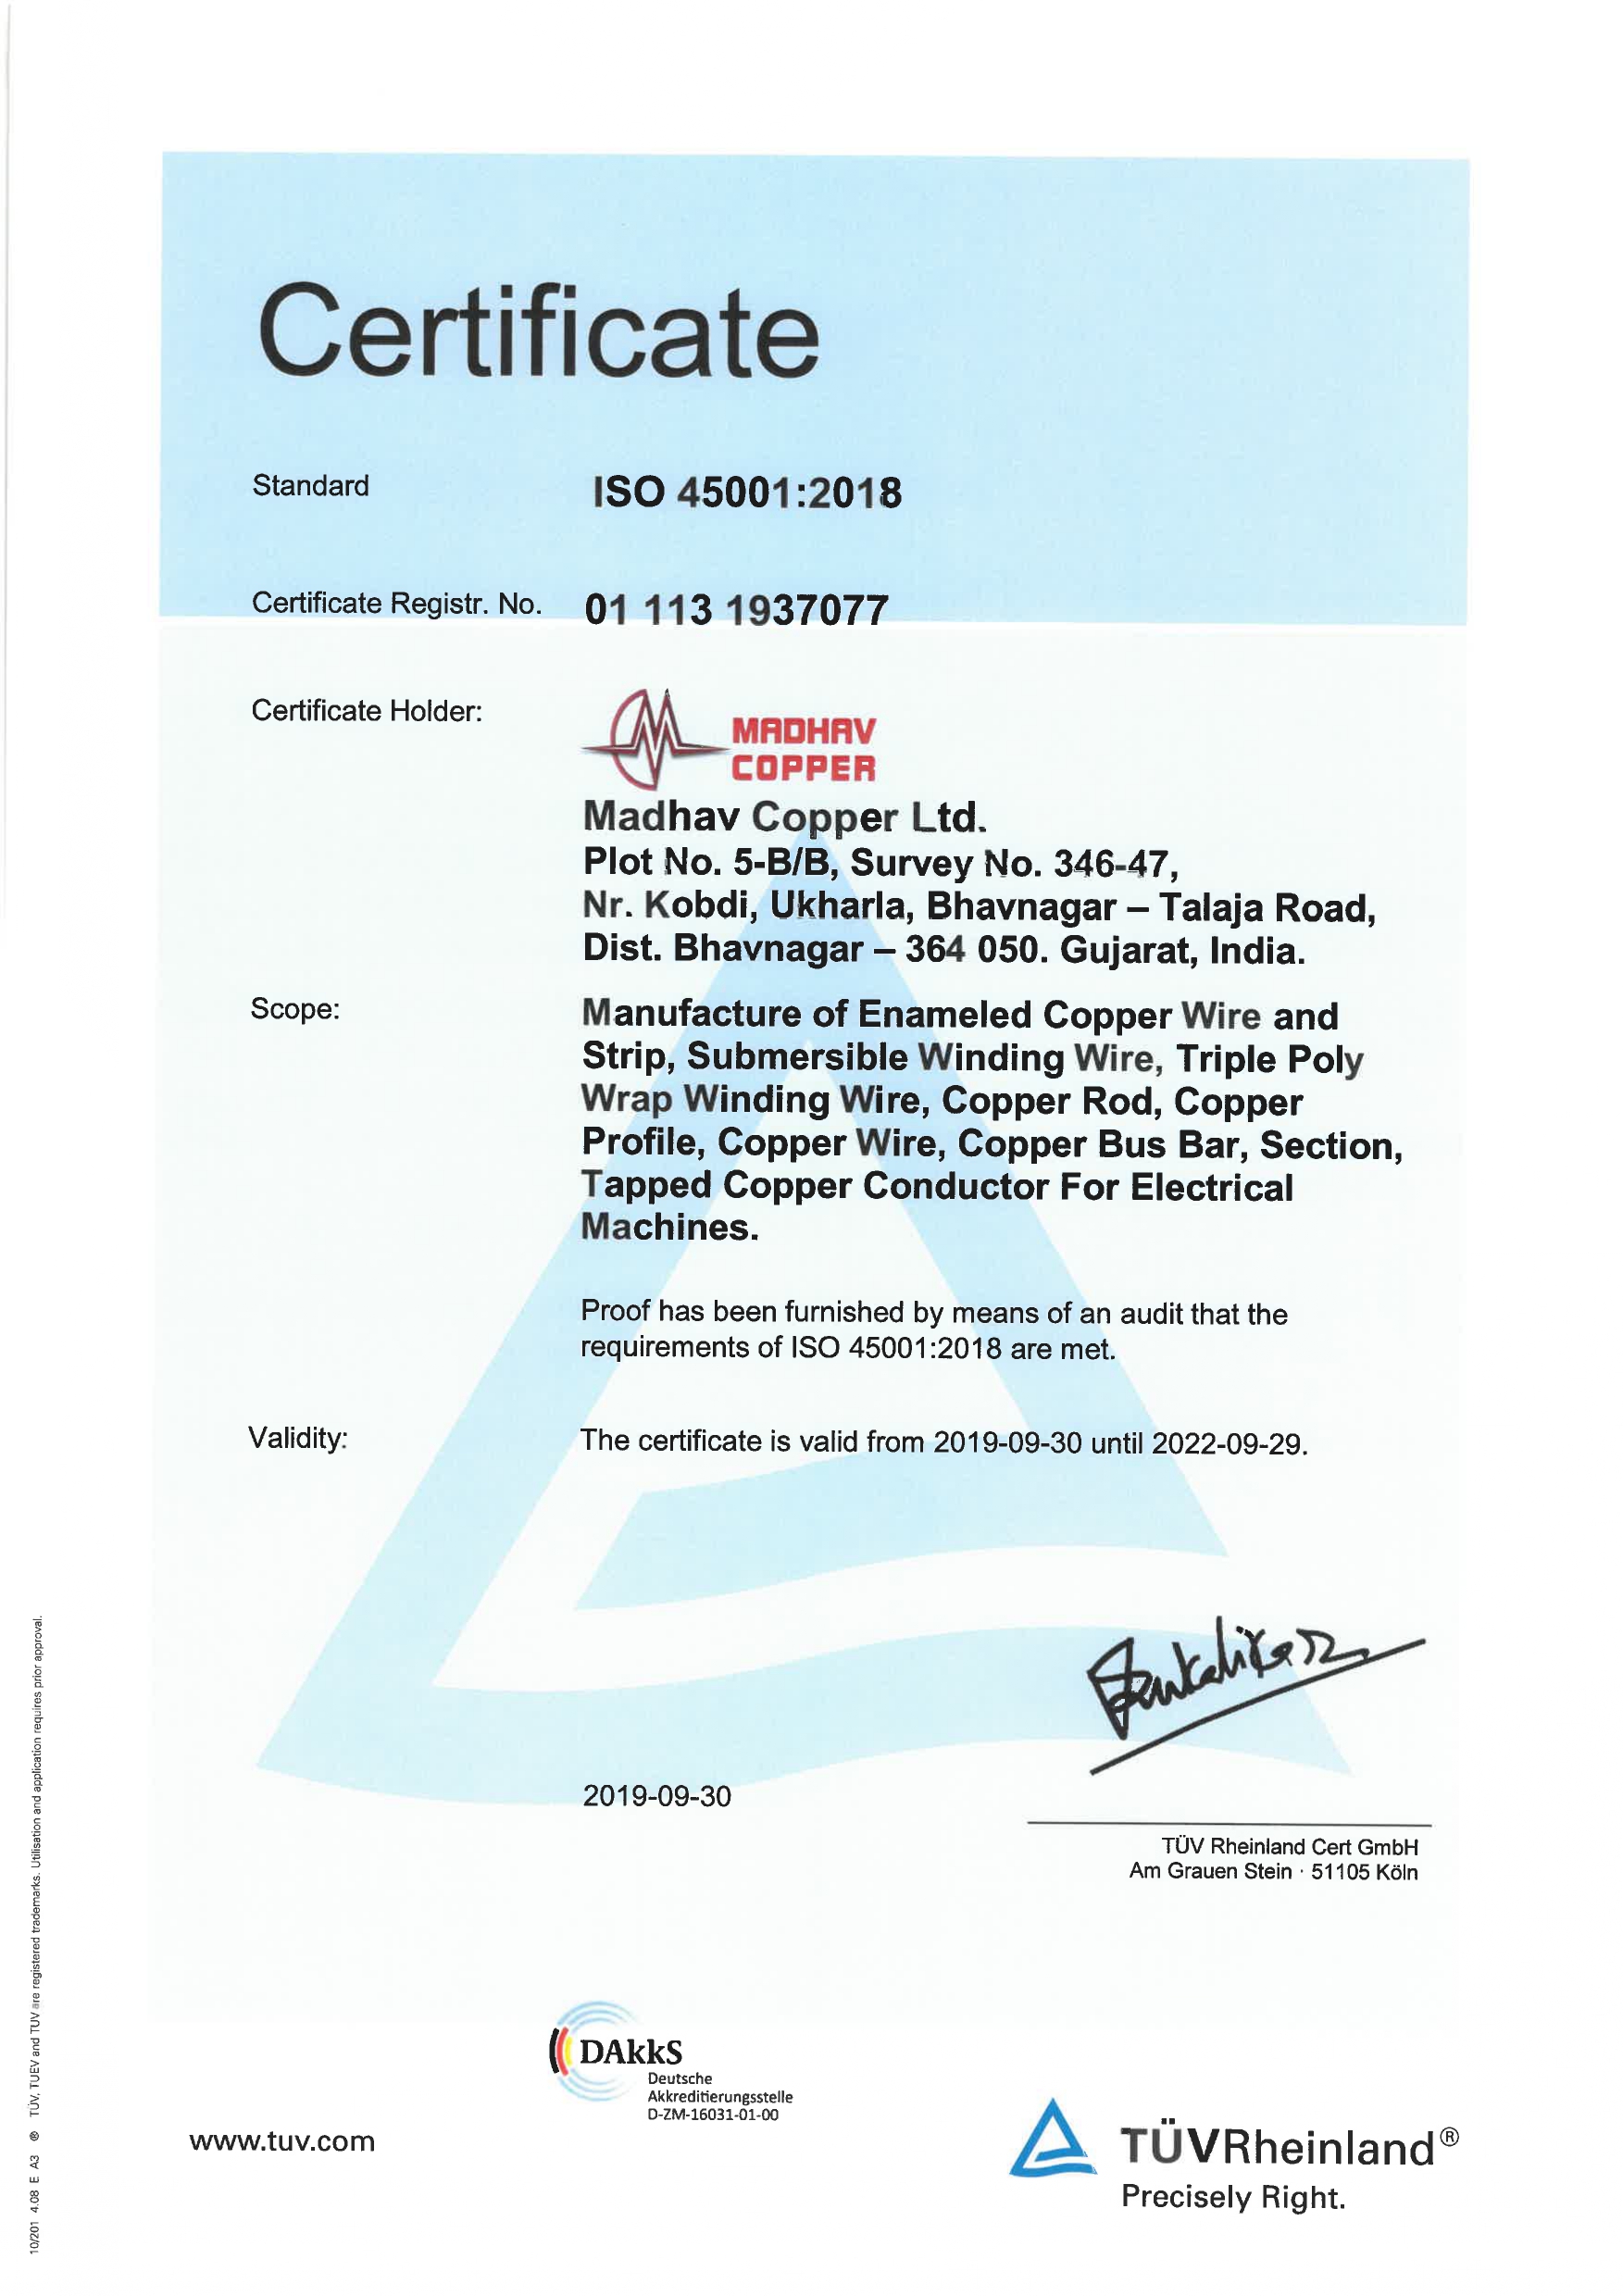 Certificate
Standard ISO 45001:2018
Certificate Registr. No. 01 113 1937077
Certificate Holder:
MADHAV
COPPER
Madhav Copper Ltd.
Plot No. 5-B/B, Survey No. 346-47,
Nr. Kobdi, Ukharla, Bhavnagar – Talaja Road,
Dist. Bhavnagar – 364 050. Gujarat, India.
Scope: Manufacture of Enameled Copper Wire and
Strip, Submersible Winding Wire, Triple Poly
Wrap Winding Wire, Copper Rod, Copper
Profile, Copper Wire, Copper Bus Bar, Section,
Tapped Copper Conductor For Electrical
Machines.
Proof has been furnished by means of an audit that the
requirements of ISO 45001:2018 are met.
Validity: The certificate is valid from 2019-09-30 until 2022-09-29.
2019-09-30
TÜV Rheinland Cert GmbH
Am Grauen Stein · 51105 Köln
DAkkS
Deutsche
Akkreditierungsstelle
D-ZM-16031-01-00
www.tuv.com
TÜVRheinland®
Precisely Right.
10/201 4.08 E A3 ® TÜV, TUEV and TUV are registered trademarks. Utilisation and application requires prior approval.